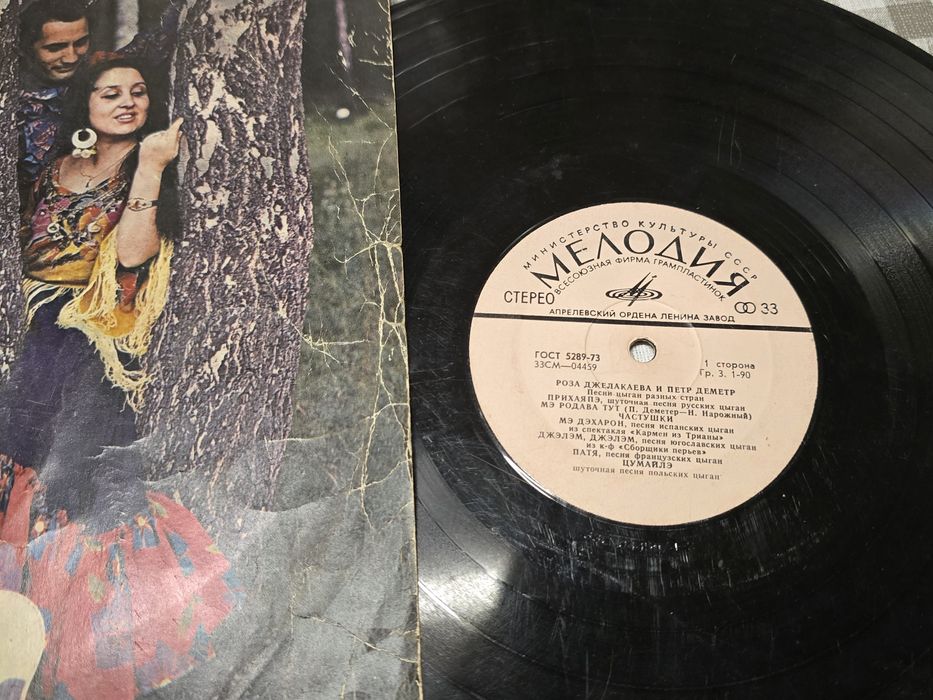 МИНИСТЕРСТВО КУЛЬТУРЫ СССР
МЕЛОДИЯ
ВСЕСОЮЗНАЯ ФИРМА ГРАМПЛАСТИНОК
СТЕРЕО
33
АПРЕЛЕВСКИЙ ОРДЕНА ЛЕНИНА ЗАВОД
ГОСТ 5289-73
33СМ—04459
1 сторона
Гр. 3. 1-90
РОЗА ДЖЕЛАКАЕВА И ПЕТР ДЕМЕТР
Песни цыган разных стран
ПРИХАЯПЭ, шуточная песня русских цыган
МЭ РОДАВА ТУТ (П. Деметер—Н. Нарожный)
ЧАСТУШКИ
МЭ ДЭХАРОН, песня испанских цыган
из спектакля «Кармен из Трианы»
ДЖЭЛЭМ, ДЖЭЛЭМ, песня югославских цыган
из к-ф «Сборщики перьев»
ПАТЯ, песня французских цыган
ЦУМАЙЛЭ
шуточная песня польских цыган